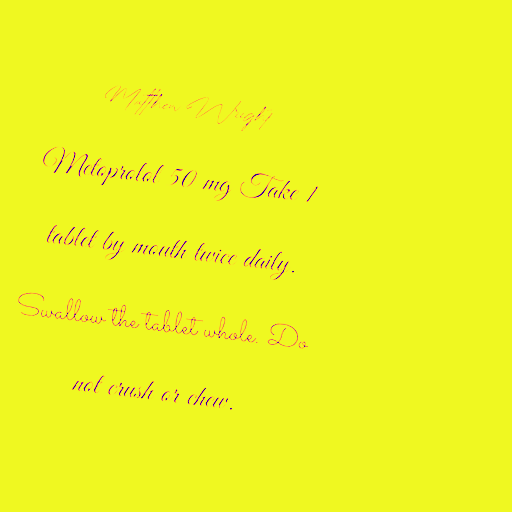 Matthew Wright
Metoprolol 50 mg Take 1
tablet by mouth twice daily.
Swallow the tablet whole. Do
not crush or chew.